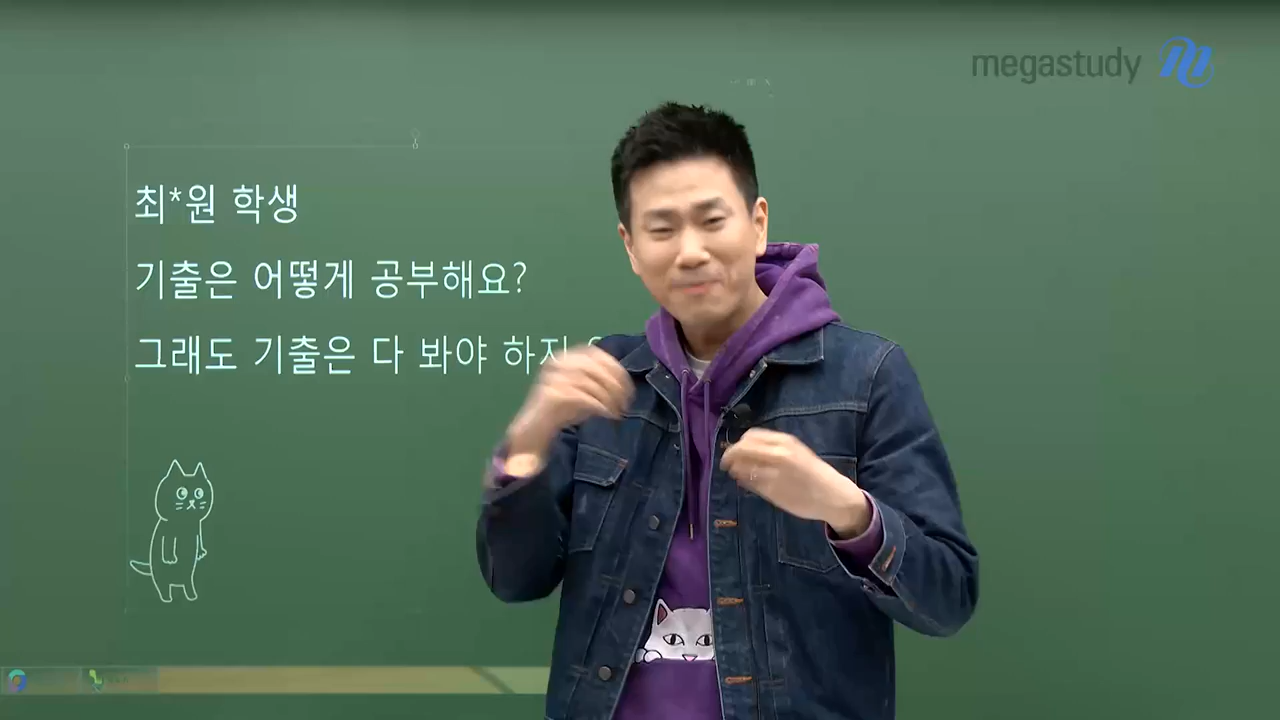 megastudy
최*원 학생
기출은 어떻게 공부해요?
그래도 기출은 다 봐야 하지